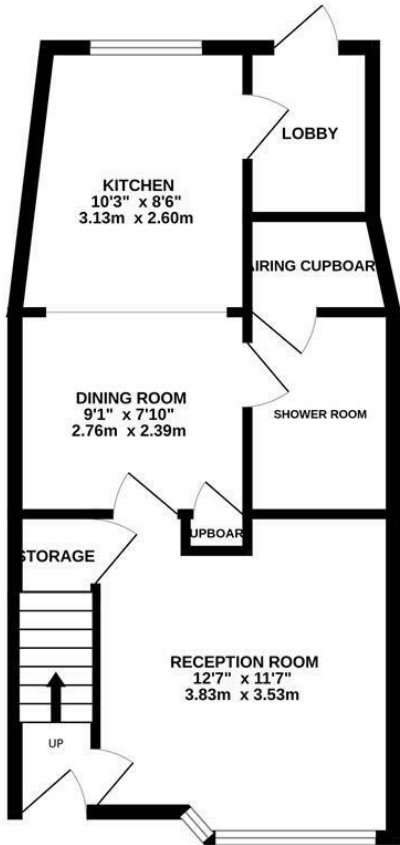 LOBBY
KITCHEN
10'3" x 8'6"
3.13m x 2.60m
AIRING CUPBOAR
DINING ROOM
9'1" x 7'10"
2.76m x 2.39m
SHOWER ROOM
STORAGE
UPBOAR
RECEPTION ROOM
12'7" x 11'7"
3.83m x 3.53m
UP